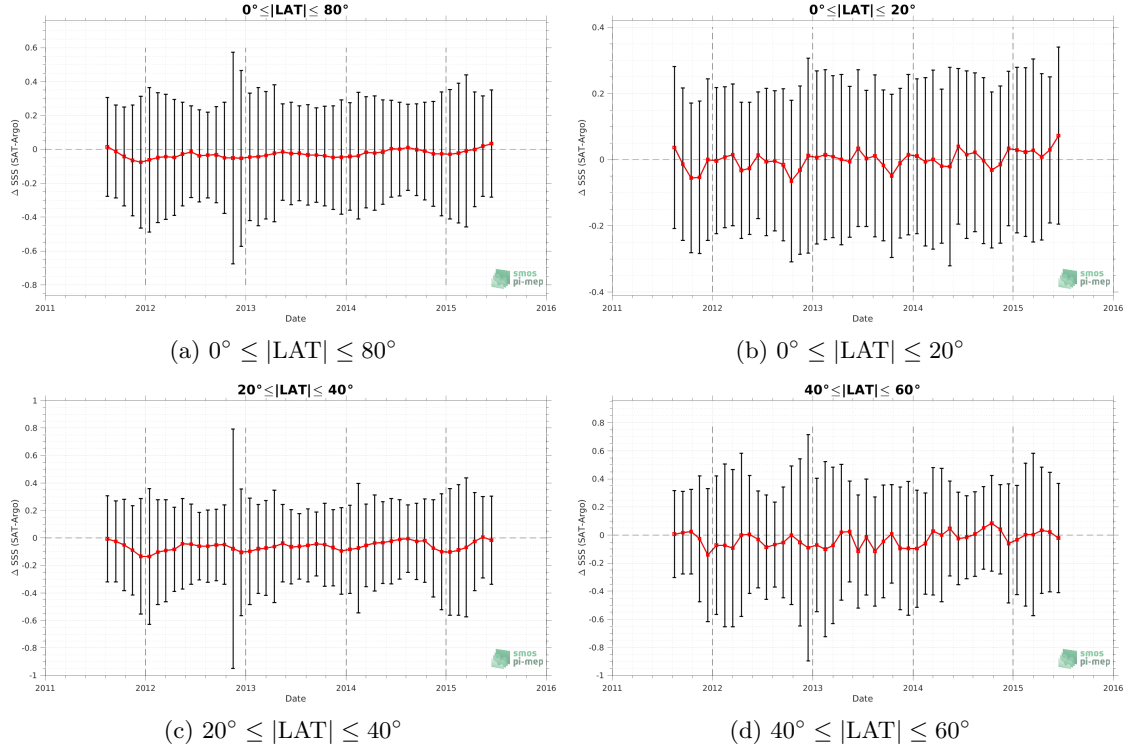 0°≤|LAT|≤ 80°
Δ SSS (SAT-Argo)
0.6
0.4
0.2
0
-0.2
-0.4
-0.6
-0.8
2011 2012 2013 2014 2015 2016
Date
smos
pi-mep
(a) 0° ≤ |LAT| ≤ 80°
0°≤|LAT|≤ 20°
Δ SSS (SAT-Argo)
0.4
0.2
0
-0.2
-0.4
2011 2012 2013 2014 2015 2016
Date
smos
pi-mep
(b) 0° ≤ |LAT| ≤ 20°
20°≤|LAT|≤ 40°
Δ SSS (SAT-Argo)
1
0.8
0.6
0.4
0.2
0
-0.2
-0.4
-0.6
-0.8
-1
2011 2012 2013 2014 2015 2016
Date
smos
pi-mep
(c) 20° ≤ |LAT| ≤ 40°
40°≤|LAT|≤ 60°
Δ SSS (SAT-Argo)
0.8
0.6
0.4
0.2
0
-0.2
-0.4
-0.6
-0.8
-1
2011 2012 2013 2014 2015 2016
Date
smos
pi-mep
(d) 40° ≤ |LAT| ≤ 60°